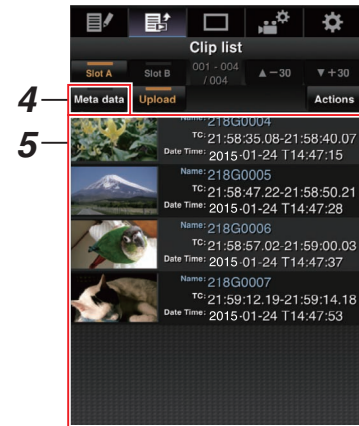 Clip list
Slot A Slot B 001 - 004 / 004 ▲-30 ▼+30
4 Meta data Upload Actions
5
Name: 218G0004
TC: 21:58:35.08-21:58:40.07
Date Time: 2015-01-24 T14:47:15
Name: 218G0005
TC: 21:58:47.22-21:58:50.21
Date Time: 2015-01-24 T14:47:28
Name: 218G0006
TC: 21:58:57.02-21:59:00.03
Date Time: 2015-01-24 T14:47:37
Name: 218G0007
TC: 21:59:12.19-21:59:14.18
Date Time: 2015-01-24 T14:47:53